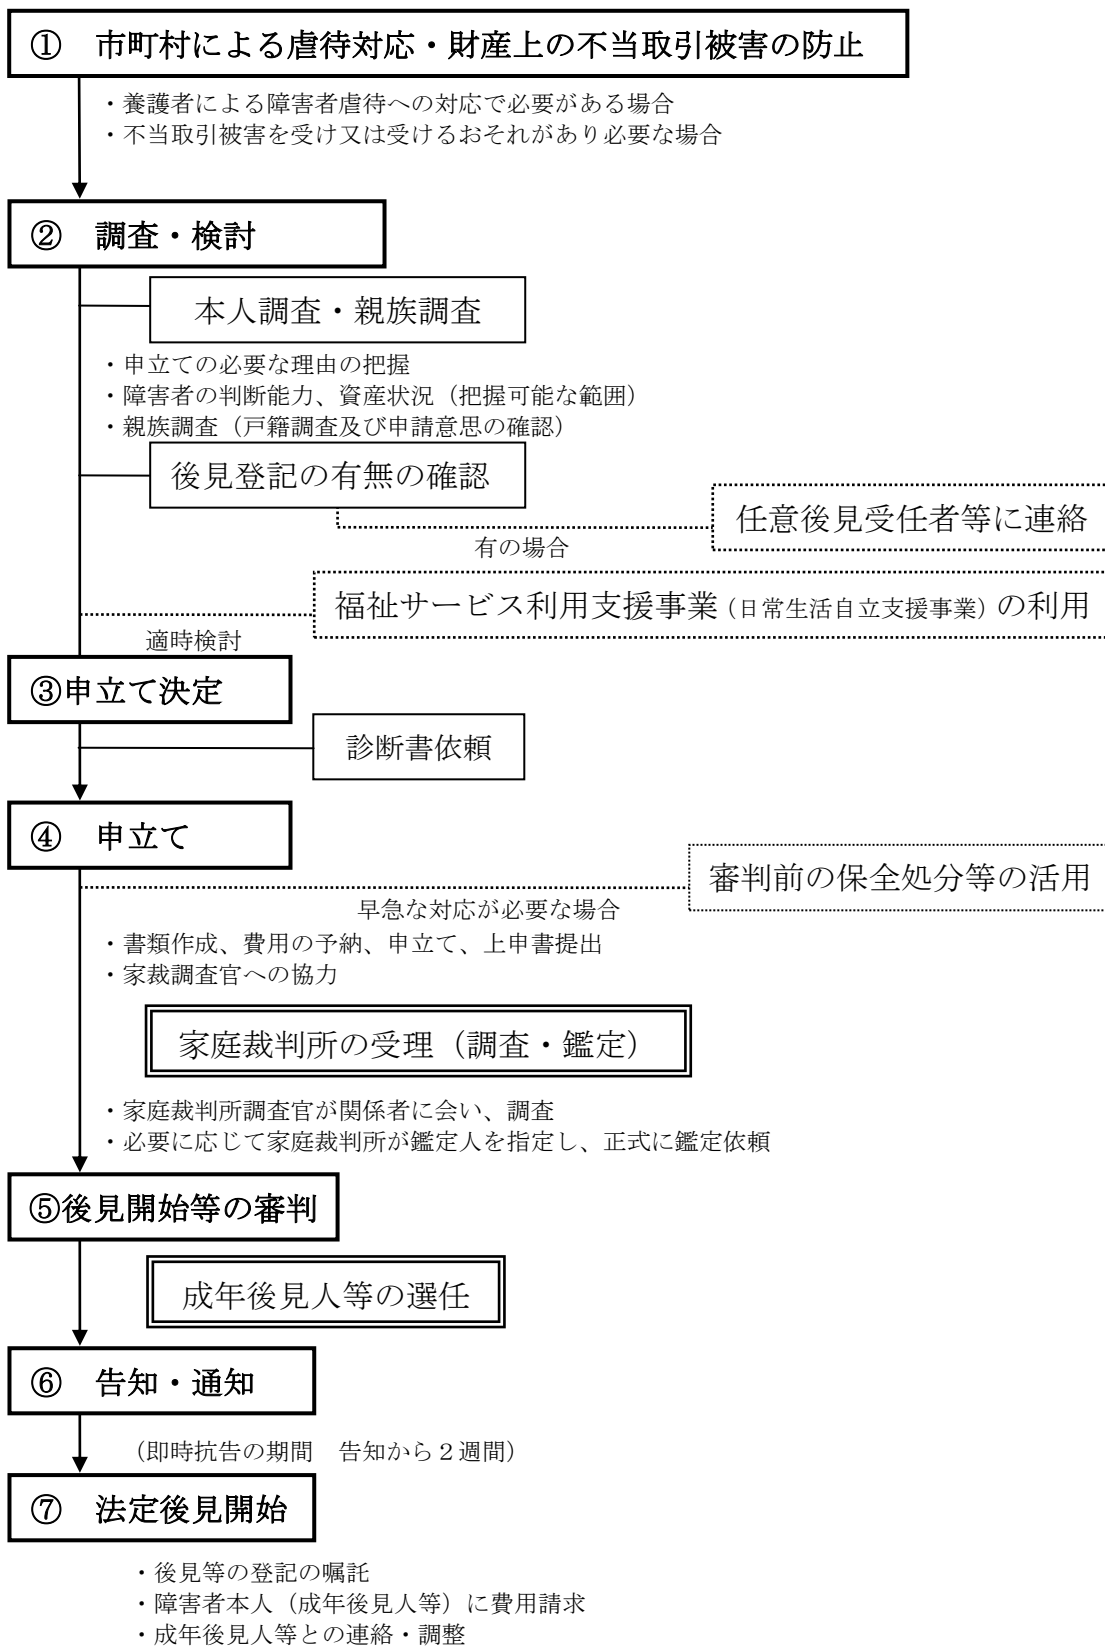 ①　市町村による虐待対応・財産上の不当取引被害の防止
・養護者による障害者虐待への対応で必要がある場合
・不当取引被害を受け又は受けるおそれがあり必要な場合
②　調査・検討
本人調査・親族調査
・申立ての必要な理由の把握
・障害者の判断能力、資産状況（把握可能な範囲）
・親族調査（戸籍調査及び申請意思の確認）
後見登記の有無の確認
任意後見受任者等に連絡
有の場合
福祉サービス利用支援事業（日常生活自立支援事業）の利用
適時検討
③申立て決定
診断書依頼
④　申立て
審判前の保全処分等の活用
早急な対応が必要な場合
・書類作成、費用の予納、申立て、上申書提出
・家裁調査官への協力
家庭裁判所の受理（調査・鑑定）
・家庭裁判所調査官が関係者に会い、調査
・必要に応じて家庭裁判所が鑑定人を指定し、正式に鑑定依頼
⑤後見開始等の審判
成年後見人等の選任
⑥　告知・通知
（即時抗告の期間　告知から２週間）
⑦　法定後見開始
・後見等の登記の嘱託
・障害者本人（成年後見人等）に費用請求
・成年後見人等との連絡・調整